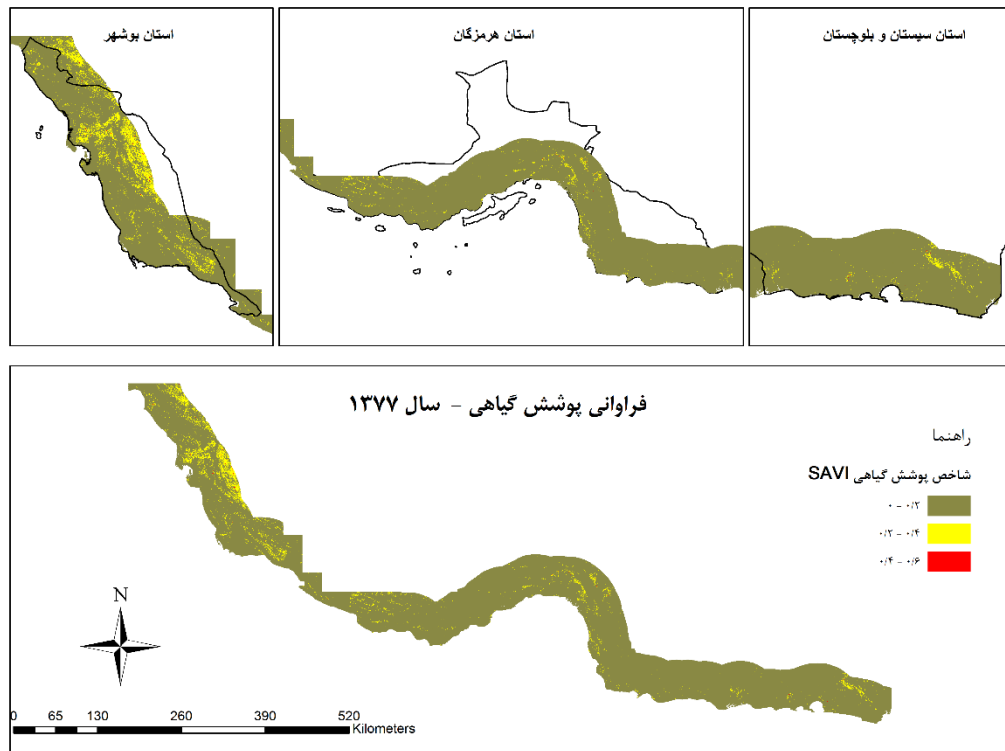 استان بوشهر
استان هرمزگان
استان سیستان و بلوچستان
فراوانی پوشش گیاهی - سال ۱۳۷۷
راهنما
شاخص پوشش گیاهی SAVI
۰ - ۰/۲
۰/۲ - ۰/۴
۰/۴ - ۰/۶
N
0 65 130 260 390 520
Kilometers